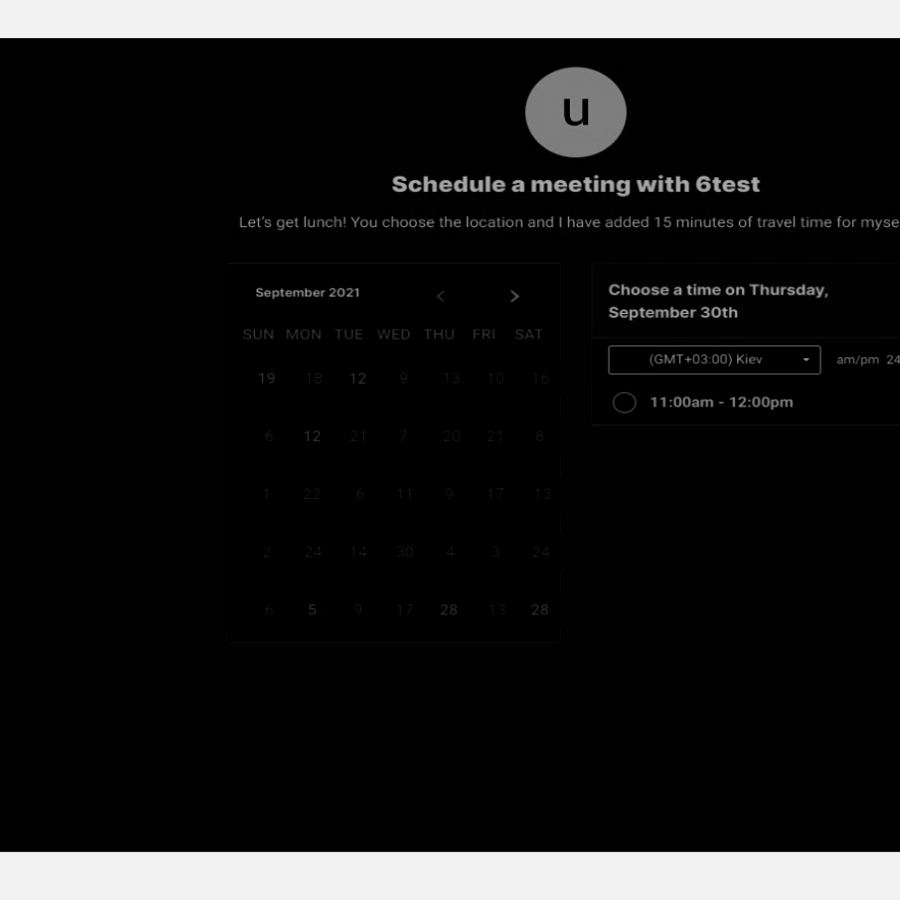 u
Schedule a meeting with 6test
Let's get lunch! You choose the location and I have added 15 minutes of travel time for myse
September 2021
SUN MON TUE WED THU FRI SAT
19 18 12 9 13 10 16
6 12 21 7 20 21 8
1 22 6 11 9 17 13
2 24 14 30 4 3 24
6 5 9 17 28 13 28
Choose a time on Thursday,
September 30th
(GMT+03:00) Kiev
am/pm 24
11:00am - 12:00pm